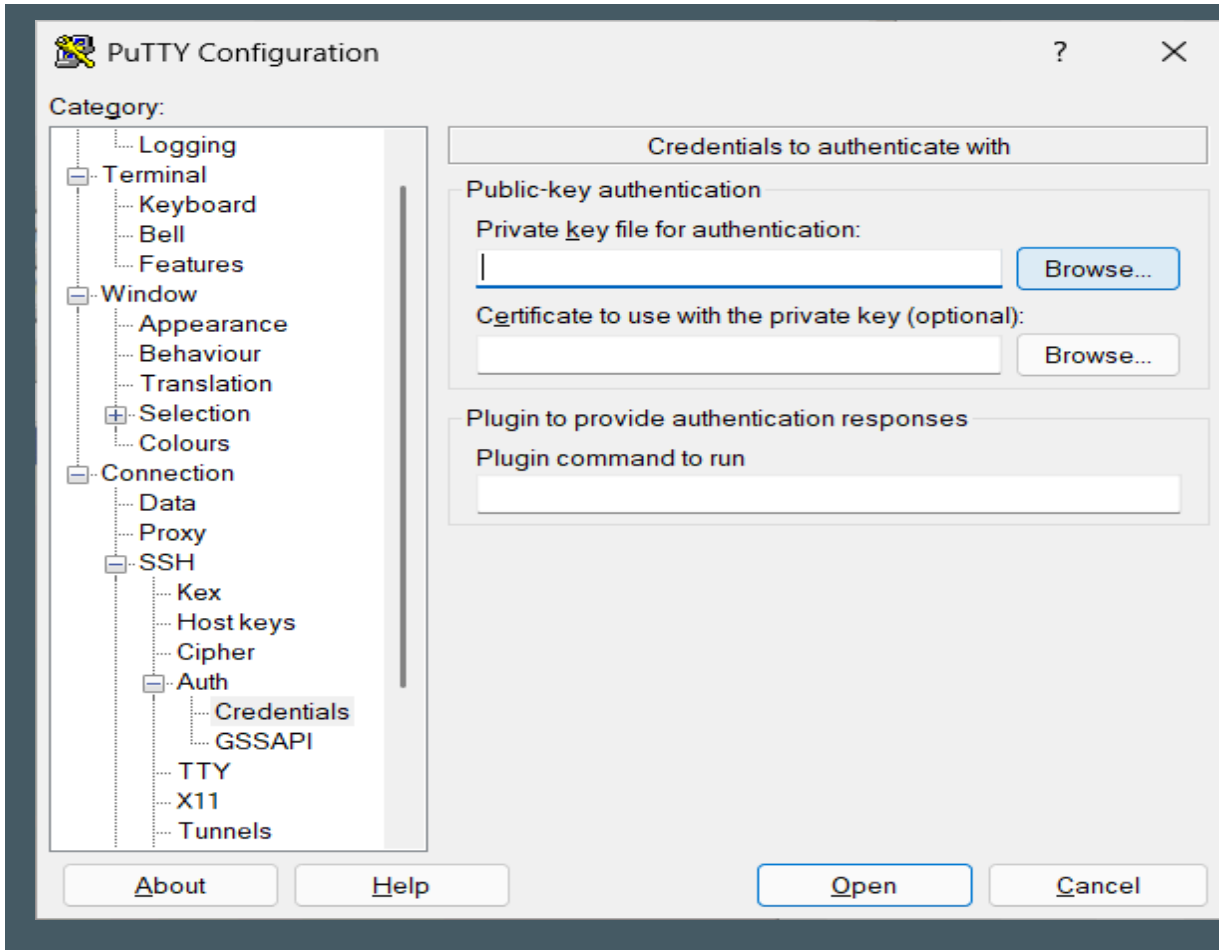 PuTTY Configuration
?
Category:
Logging
Terminal
Keyboard
Bell
Features
Window
Appearance
Behaviour
Translation
Selection
Colours
Connection
Data
Proxy
SSH
Kex
Host keys
Cipher
Auth
Credentials
GSSAPI
TTY
X11
Tunnels
Credentials to authenticate with
Public-key authentication
Private key file for authentication:
Browse...
Certificate to use with the private key (optional):
Browse...
Plugin to provide authentication responses
Plugin command to run
About
Help
Open
Cancel